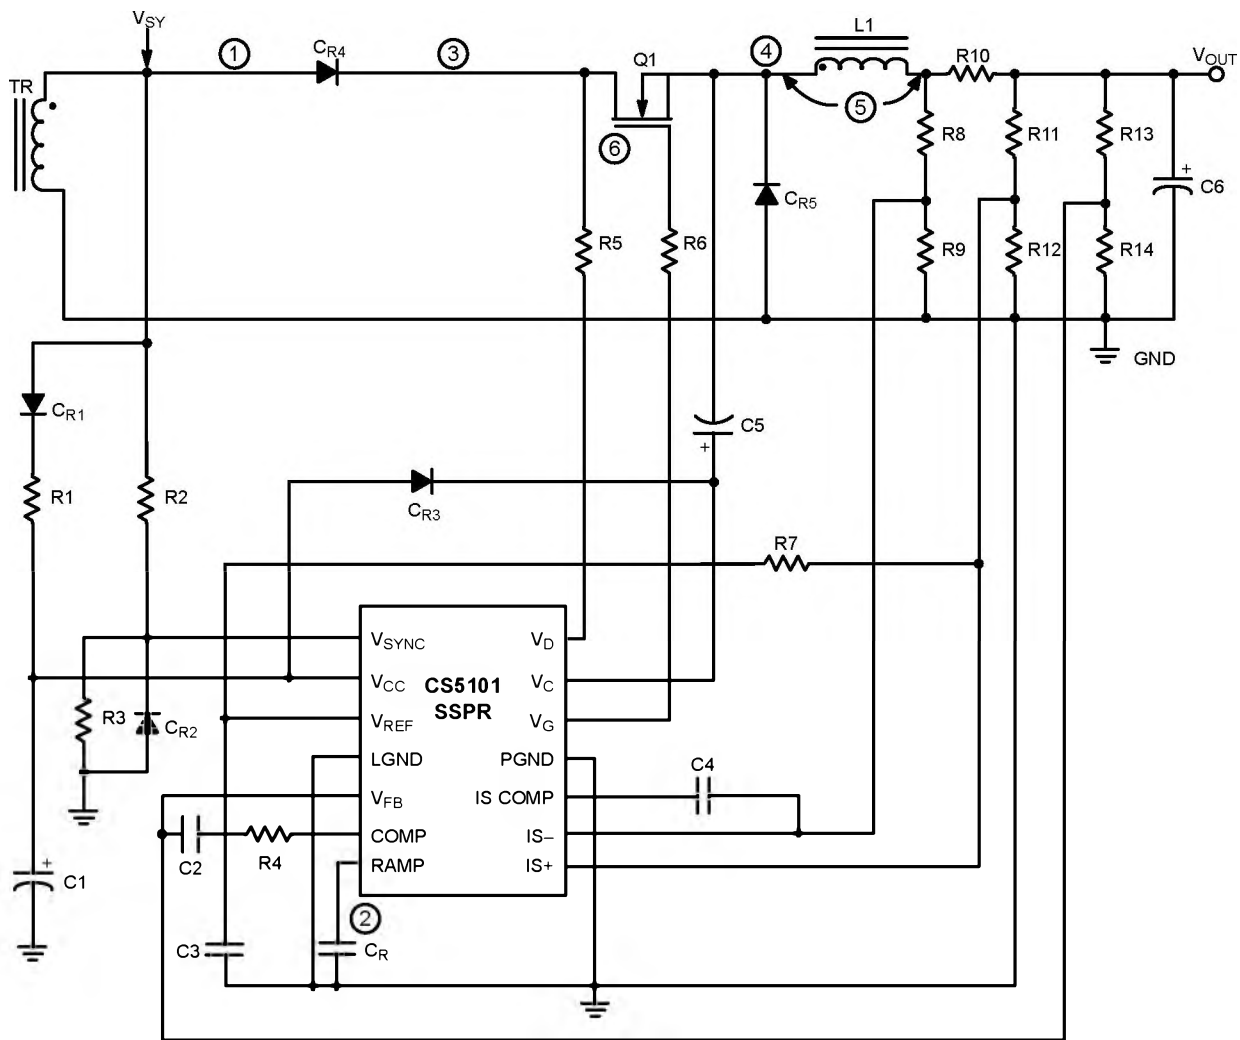 VSY
1
CR4
3
Q1
4
L1
R10
VOUT
TR
5
6
R8
R11
R13
C6
CR5
R5
R6
R9
R12
R14
GND
CR1
C5
R1
R2
CR3
R7
VSYNC
VD
VCC
CS5101
VC
R3
CR2
VREF
SSPR
VG
LGND
PGND
C4
VFB
IS COMP
COMP
IS–
C2
R4
RAMP
IS+
C1
2
C3
CR
+
+
+